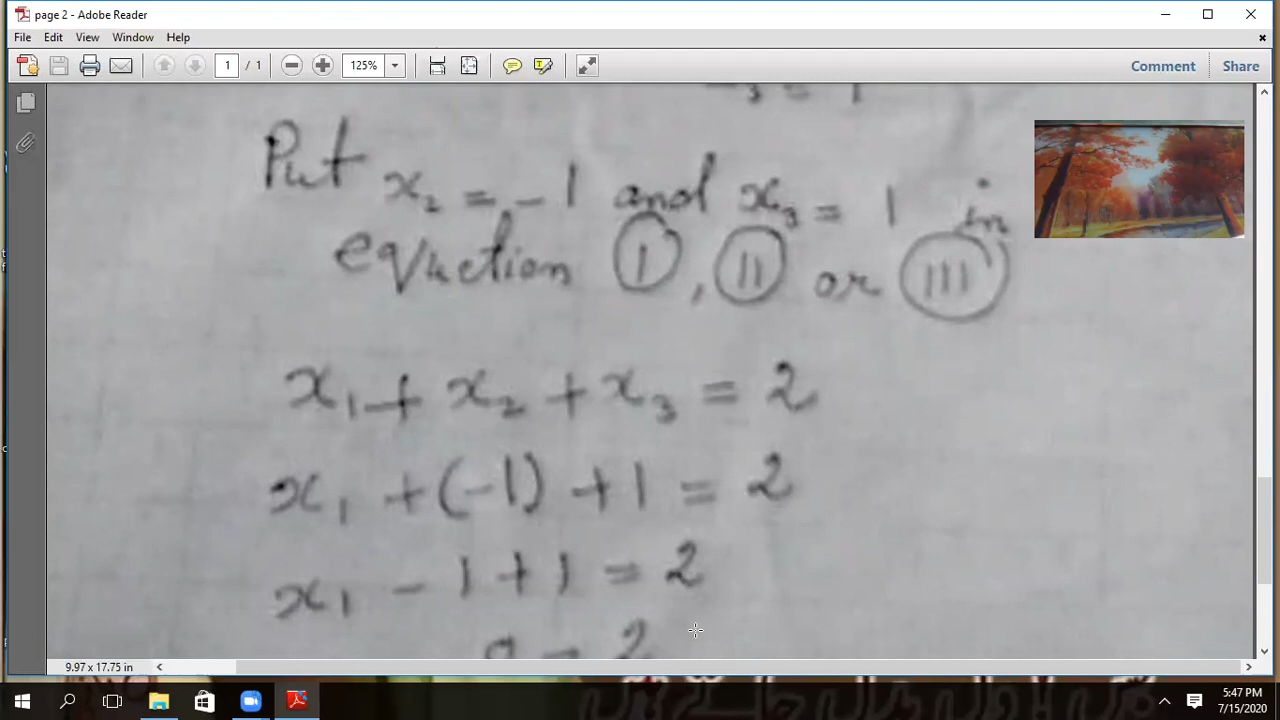 page 2 - Adobe Reader
File Edit View Window Help
1 / 1 125% Comment Share
Put x₂ = -1 and x₃ = 1 in
equction Ⓘ, ⓘⓘ or ⓘⓘⓘ
x₁ + x₂ + x₃ = 2
x₁ + (-1) + 1 = 2
x₁ - 1 + 1 = 2
9.97 x 17.75 in
5:47 PM
7/15/2020